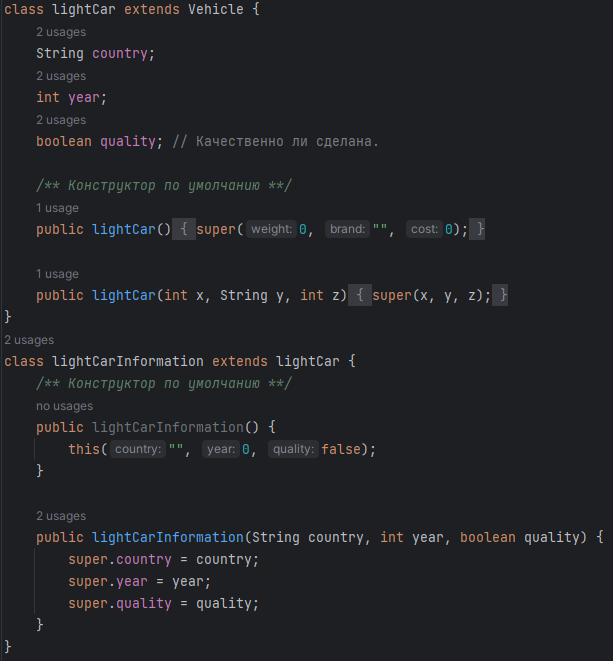 class lightCar extends Vehicle {
2 usages
String country;
2 usages
int year;
2 usages
boolean quality; // Качественно ли сделана.
/** Конструктор по умолчанию **/
1 usage
public lightCar() { super( weight: 0, brand: "", cost: 0); }
1 usage
public lightCar(int x, String y, int z) { super(x, y, z); }
}
2 usages
class lightCarInformation extends lightCar {
/** Конструктор по умолчанию **/
no usages
public lightCarInformation() {
this( country: "", year: 0, quality: false);
}
2 usages
public lightCarInformation(String country, int year, boolean quality) {
super.country = country;
super.year = year;
super.quality = quality;
}
}